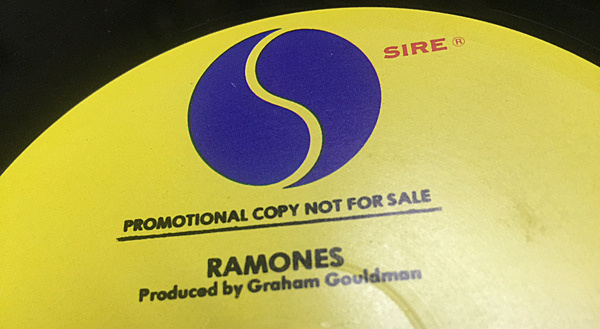 SIRE ®
PROMOTIONAL COPY NOT FOR SALE
RAMONES
Produced by Graham Gouldman